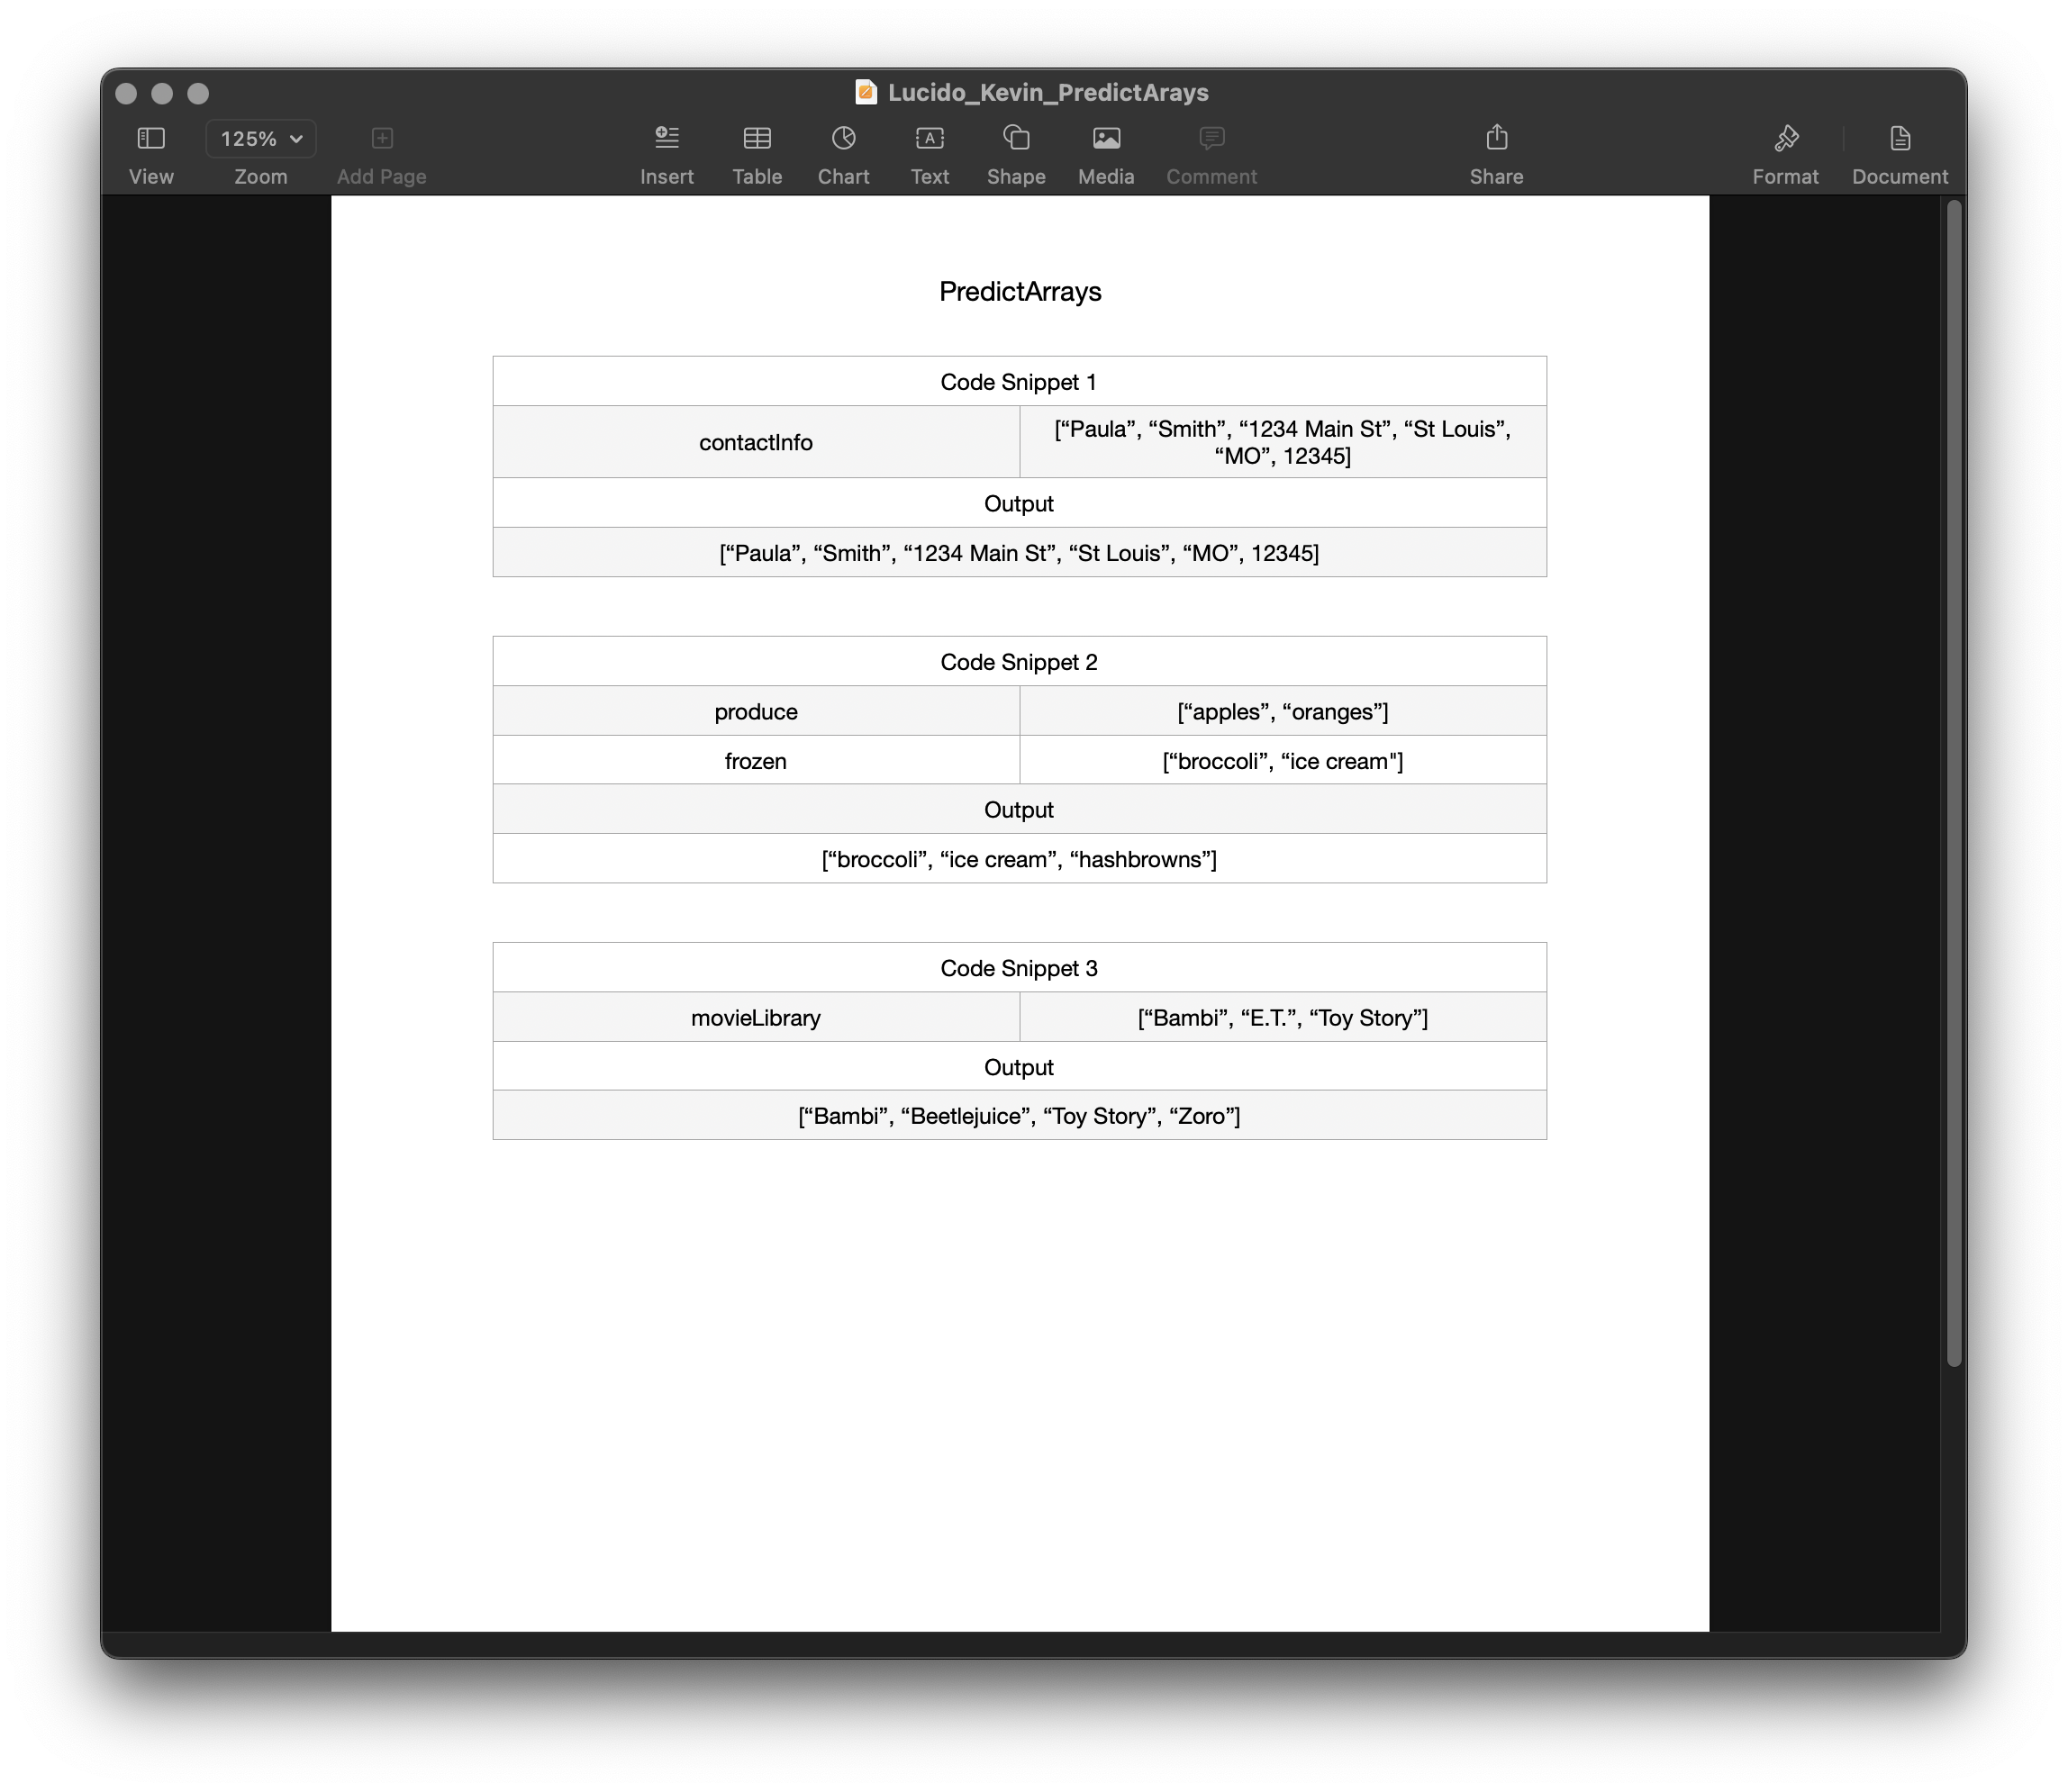 Lucido_Kevin_PredictArays
125%
View
Zoom
Add Page
Insert
Table
Chart
Text
Shape
Media
Comment
Share
Format
Document
PredictArrays
Code Snippet 1
contactInfo
[“Paula”, “Smith”, “1234 Main St”, “St Louis”,
“MO”, 12345]
Output
[“Paula”, “Smith”, “1234 Main St”, “St Louis”, “MO”, 12345]
Code Snippet 2
produce
[“apples”, “oranges”]
frozen
[“broccoli”, “ice cream"]
Output
[“broccoli”, “ice cream”, “hashbrowns”]
Code Snippet 3
movieLibrary
[“Bambi”, “E.T.”, “Toy Story”]
Output
[“Bambi”, “Beetlejuice”, “Toy Story”, “Zoro”]